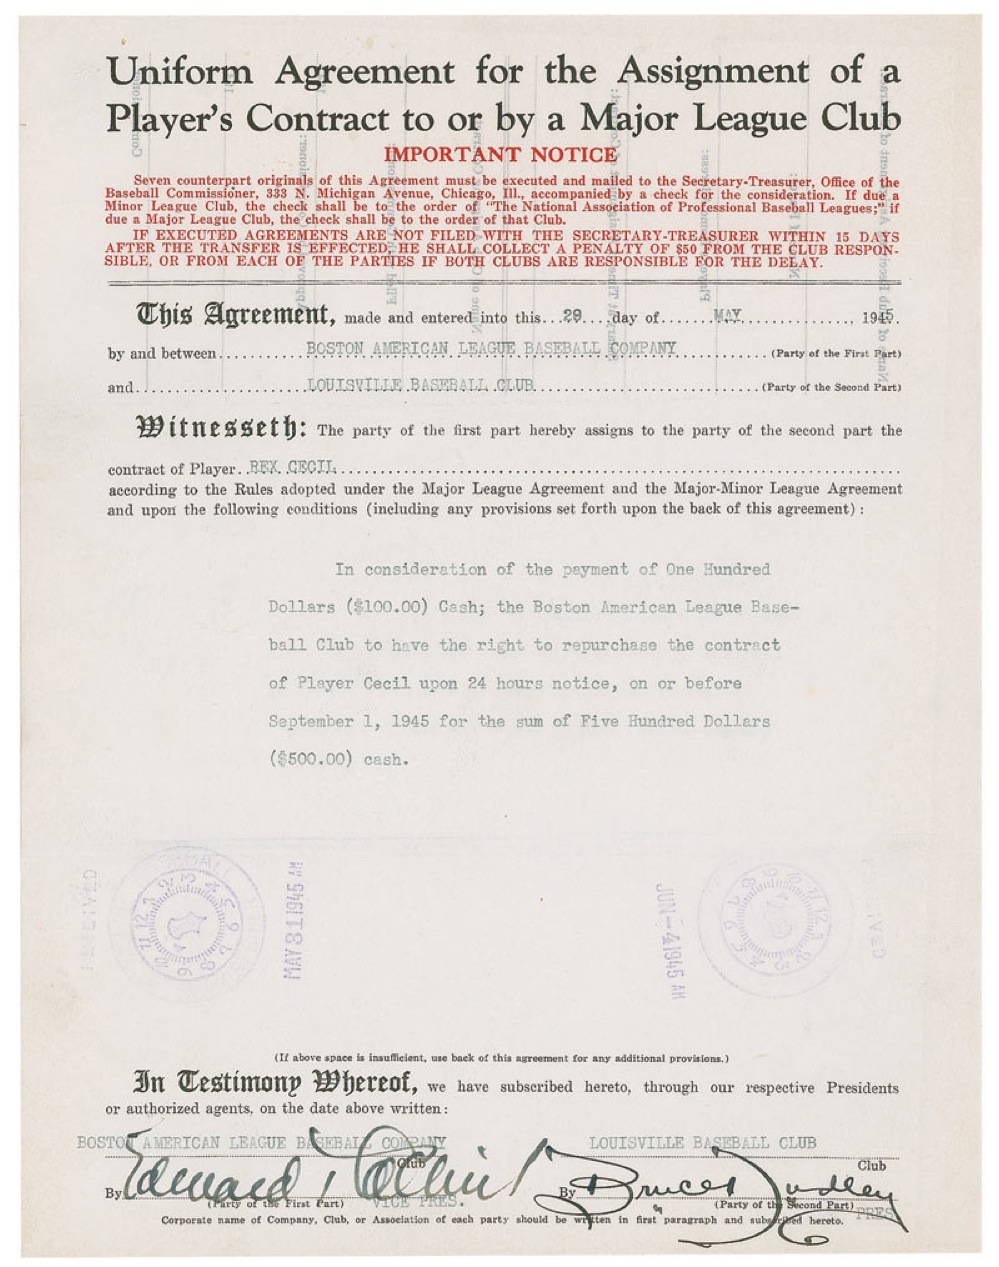 Uniform Agreement for the Assignment of a
Player's Contract to or by a Major League Club
IMPORTANT NOTICE
Seven counterpart originals of this Agreement must be executed and mailed to the Secretary-Treasurer, Office of the
Baseball Commissioner, 333 N. Michigan Avenue, Chicago, Ill., accompanied by a check for the consideration. If due a
Minor League Club, the check shall be to the order of "The National Association of Professional Baseball Leagues;" if
due a Major League Club, the check shall be to the order of that Club.
IF EXECUTED AGREEMENTS ARE NOT FILED WITH THE SECRETARY-TREASURER WITHIN 15 DAYS
AFTER THE TRANSFER IS EFFECTED, HE SHALL COLLECT A PENALTY OF $50 FROM THE CLUB RESPON-
SIBLE, OR FROM EACH OF THE PARTIES IF BOTH CLUBS ARE RESPONSIBLE FOR THE DELAY.
This Agreement, made and entered into this...29....day of.......MAY................, 1945.
by and between............BOSTON AMERICAN LEAGUE BASEBALL COMPANY............(Party of the First Part)
and........................LOUISVILLE BASEBALL CLUB..............................(Party of the Second Part)
Witnesseth: The party of the first part hereby assigns to the party of the second part the
contract of Player..REX CECIL............................................................
according to the Rules adopted under the Major League Agreement and the Major-Minor League Agreement
and upon the following conditions (including any provisions set forth upon the back of this agreement) :
In consideration of the payment of One Hundred
Dollars ($100.00) Cash; the Boston American League Base-
ball Club to have the right to repurchase the contract
of Player Cecil upon 24 hours notice, on or before
September 1, 1945 for the sum of Five Hundred Dollars
($500.00) cash.
RECEIVED
MAY 31 1945 AM
JUN -4 1945 AM
RECEIVED
(If above space is insufficient, use back of this agreement for any additional provisions.)
In Testimony Whereof, we have subscribed hereto, through our respective Presidents
or authorized agents, on the date above written:
BOSTON AMERICAN LEAGUE BASEBALL COMPANY LOUISVILLE BASEBALL CLUB
Club Club
By Edward T Collins By Bruce Dudley
(Party of the First Part) VICE PRES. (Party of the Second Part) PRES
Corporate name of Company, Club, or Association of each party should be written in first paragraph and subscribed hereto.